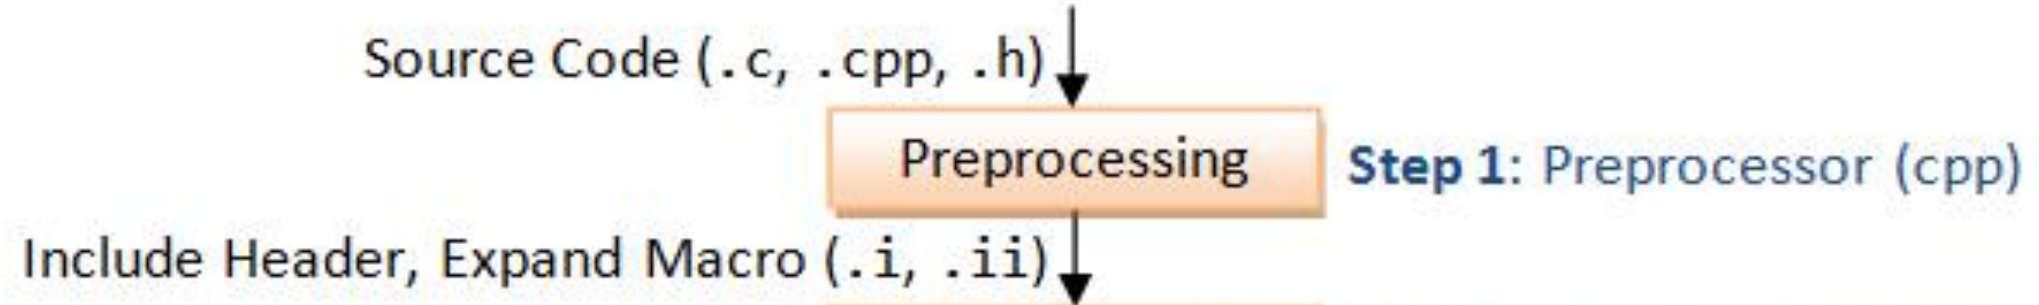 Source Code (.c, .cpp, .h)
Preprocessing
Step 1: Preprocessor (cpp)
Include Header, Expand Macro (.i, .ii)